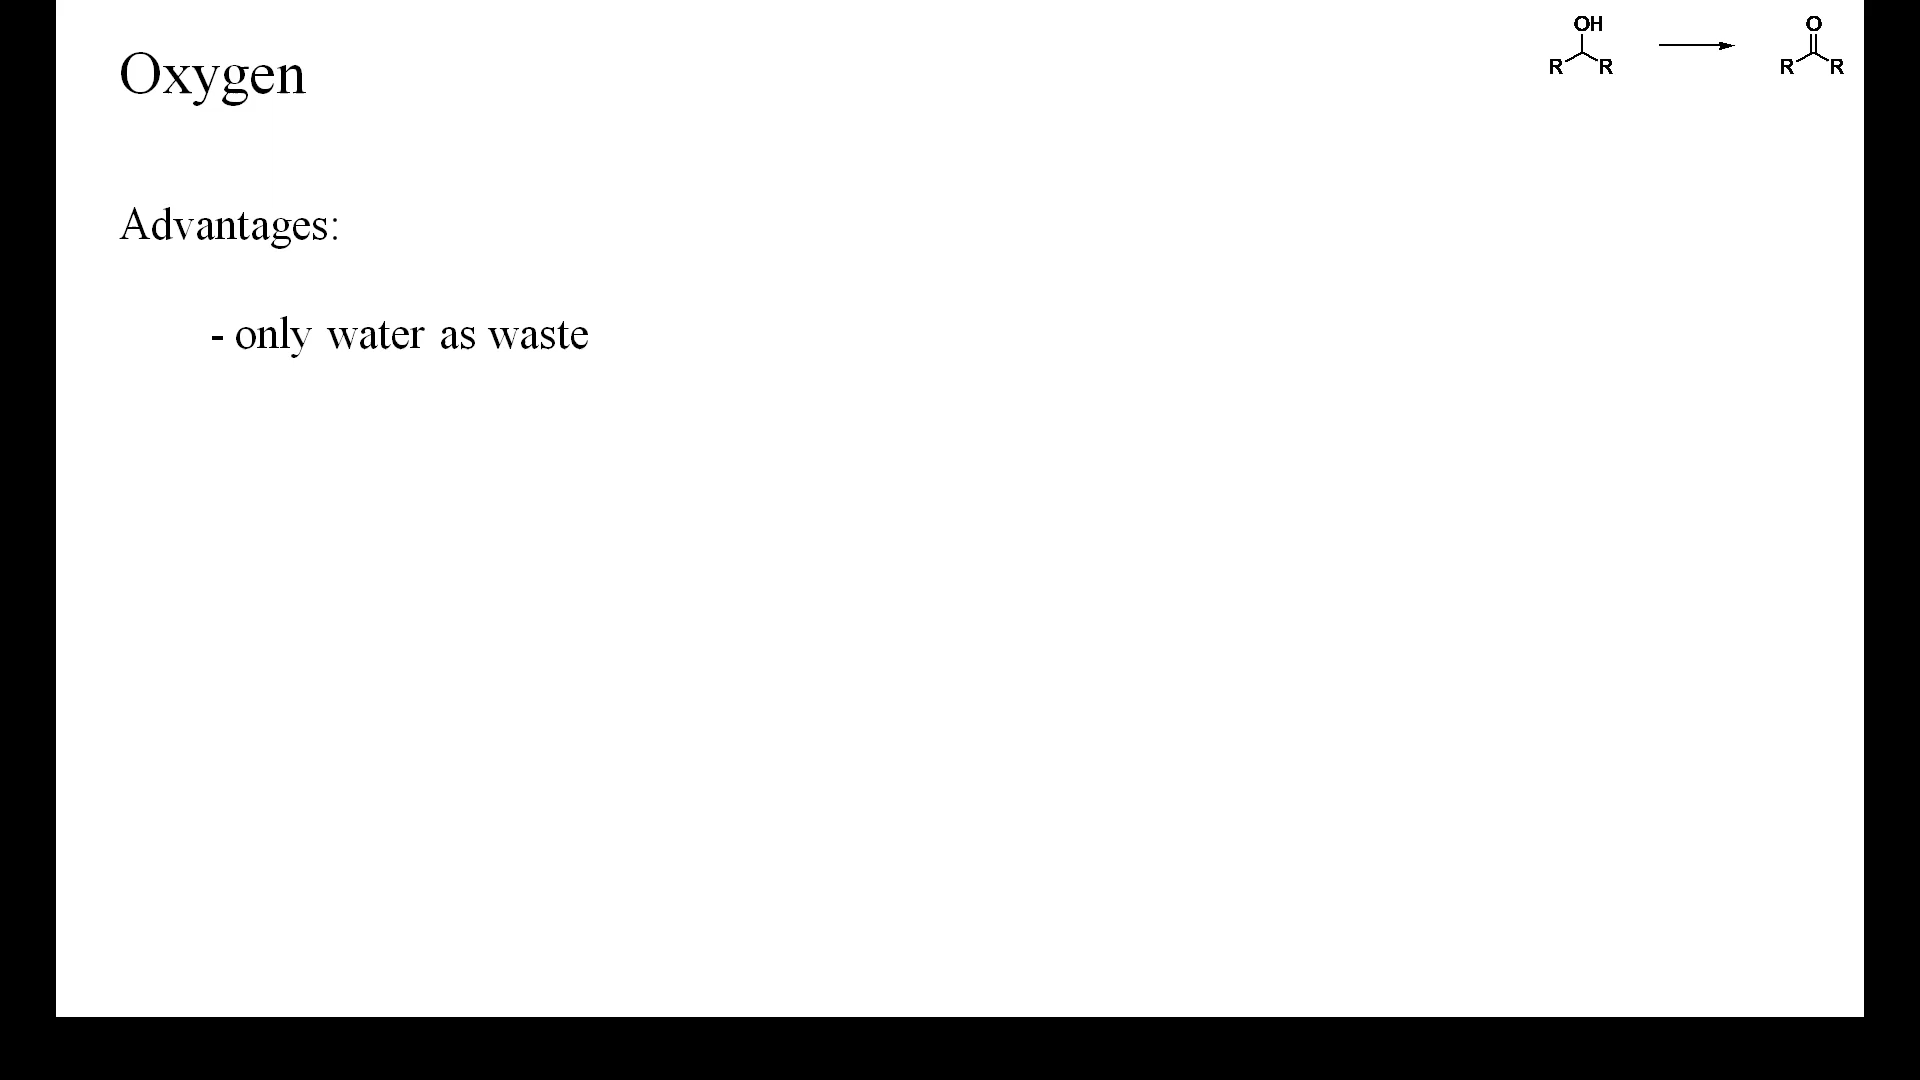 Oxygen
OH
R R
O
R R
Advantages:
- only water as waste